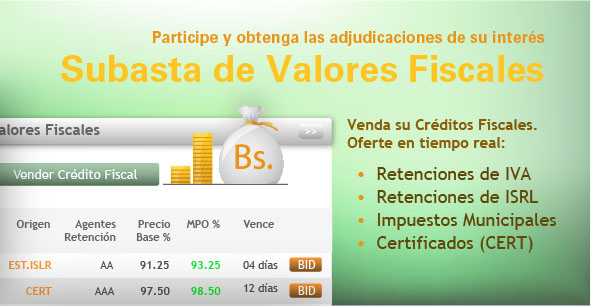 Participe y obtenga las adjudicaciones de su interés
Subasta de Valores Fiscales
alores Fiscales
>>
Bs.
Vender Crédito Fiscal
Venda su Créditos Fiscales.
Oferte en tiempo real:
• Retenciones de IVA
• Retenciones de ISRL
• Impuestos Municipales
• Certificados (CERT)
Origen Agentes Retención Precio Base % MPO % Vence
EST.ISLR AA 91.25 93.25 04 días BID
CERT AAA 97.50 98.50 12 días BID